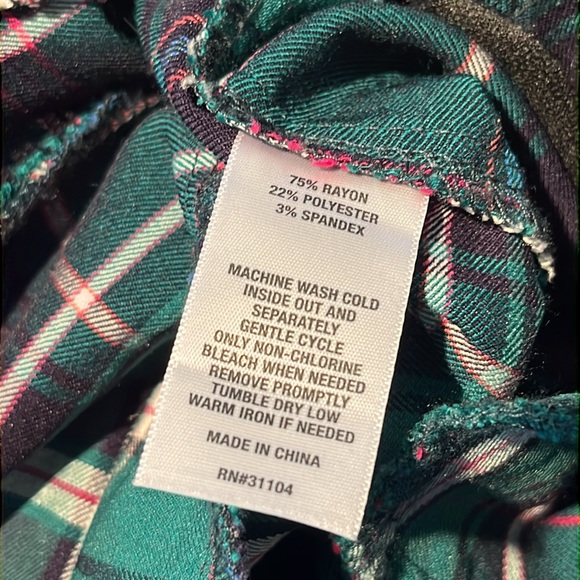 75% RAYON
22% POLYESTER
3% SPANDEX
MACHINE WASH COLD
INSIDE OUT AND
SEPARATELY
GENTLE CYCLE
ONLY NON-CHLORINE
BLEACH WHEN NEEDED
REMOVE PROMPTLY
TUMBLE DRY LOW
WARM IRON IF NEEDED
MADE IN CHINA
RN#31104